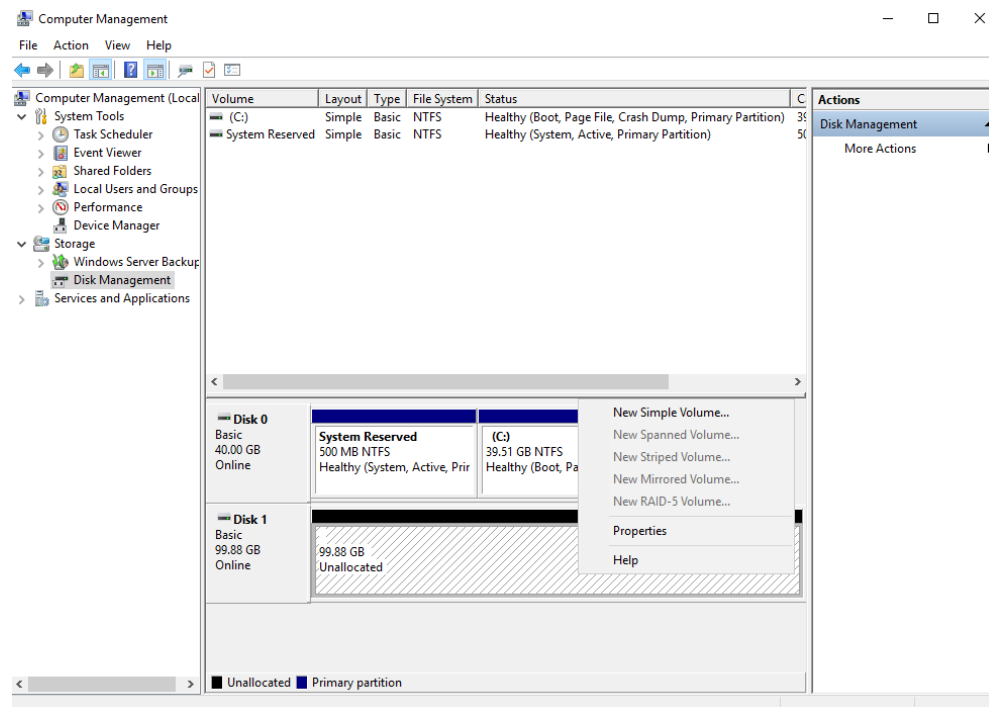 Computer Management
File Action View Help
Computer Management (Local
System Tools
Task Scheduler
Event Viewer
Shared Folders
Local Users and Groups
Performance
Device Manager
Storage
Windows Server Backup
Disk Management
Services and Applications
Volume Layout Type File System Status C
(C:) Simple Basic NTFS Healthy (Boot, Page File, Crash Dump, Primary Partition) 39
System Reserved Simple Basic NTFS Healthy (System, Active, Primary Partition) 50
Disk 0
Basic
40.00 GB
Online
System Reserved
500 MB NTFS
Healthy (System, Active, Prir
(C:)
39.51 GB NTFS
Healthy (Boot, Pa
Disk 1
Basic
99.88 GB
Online
99.88 GB
Unallocated
New Simple Volume...
New Spanned Volume...
New Striped Volume...
New Mirrored Volume...
New RAID-5 Volume...
Properties
Help
Unallocated Primary partition
Actions
Disk Management
More Actions